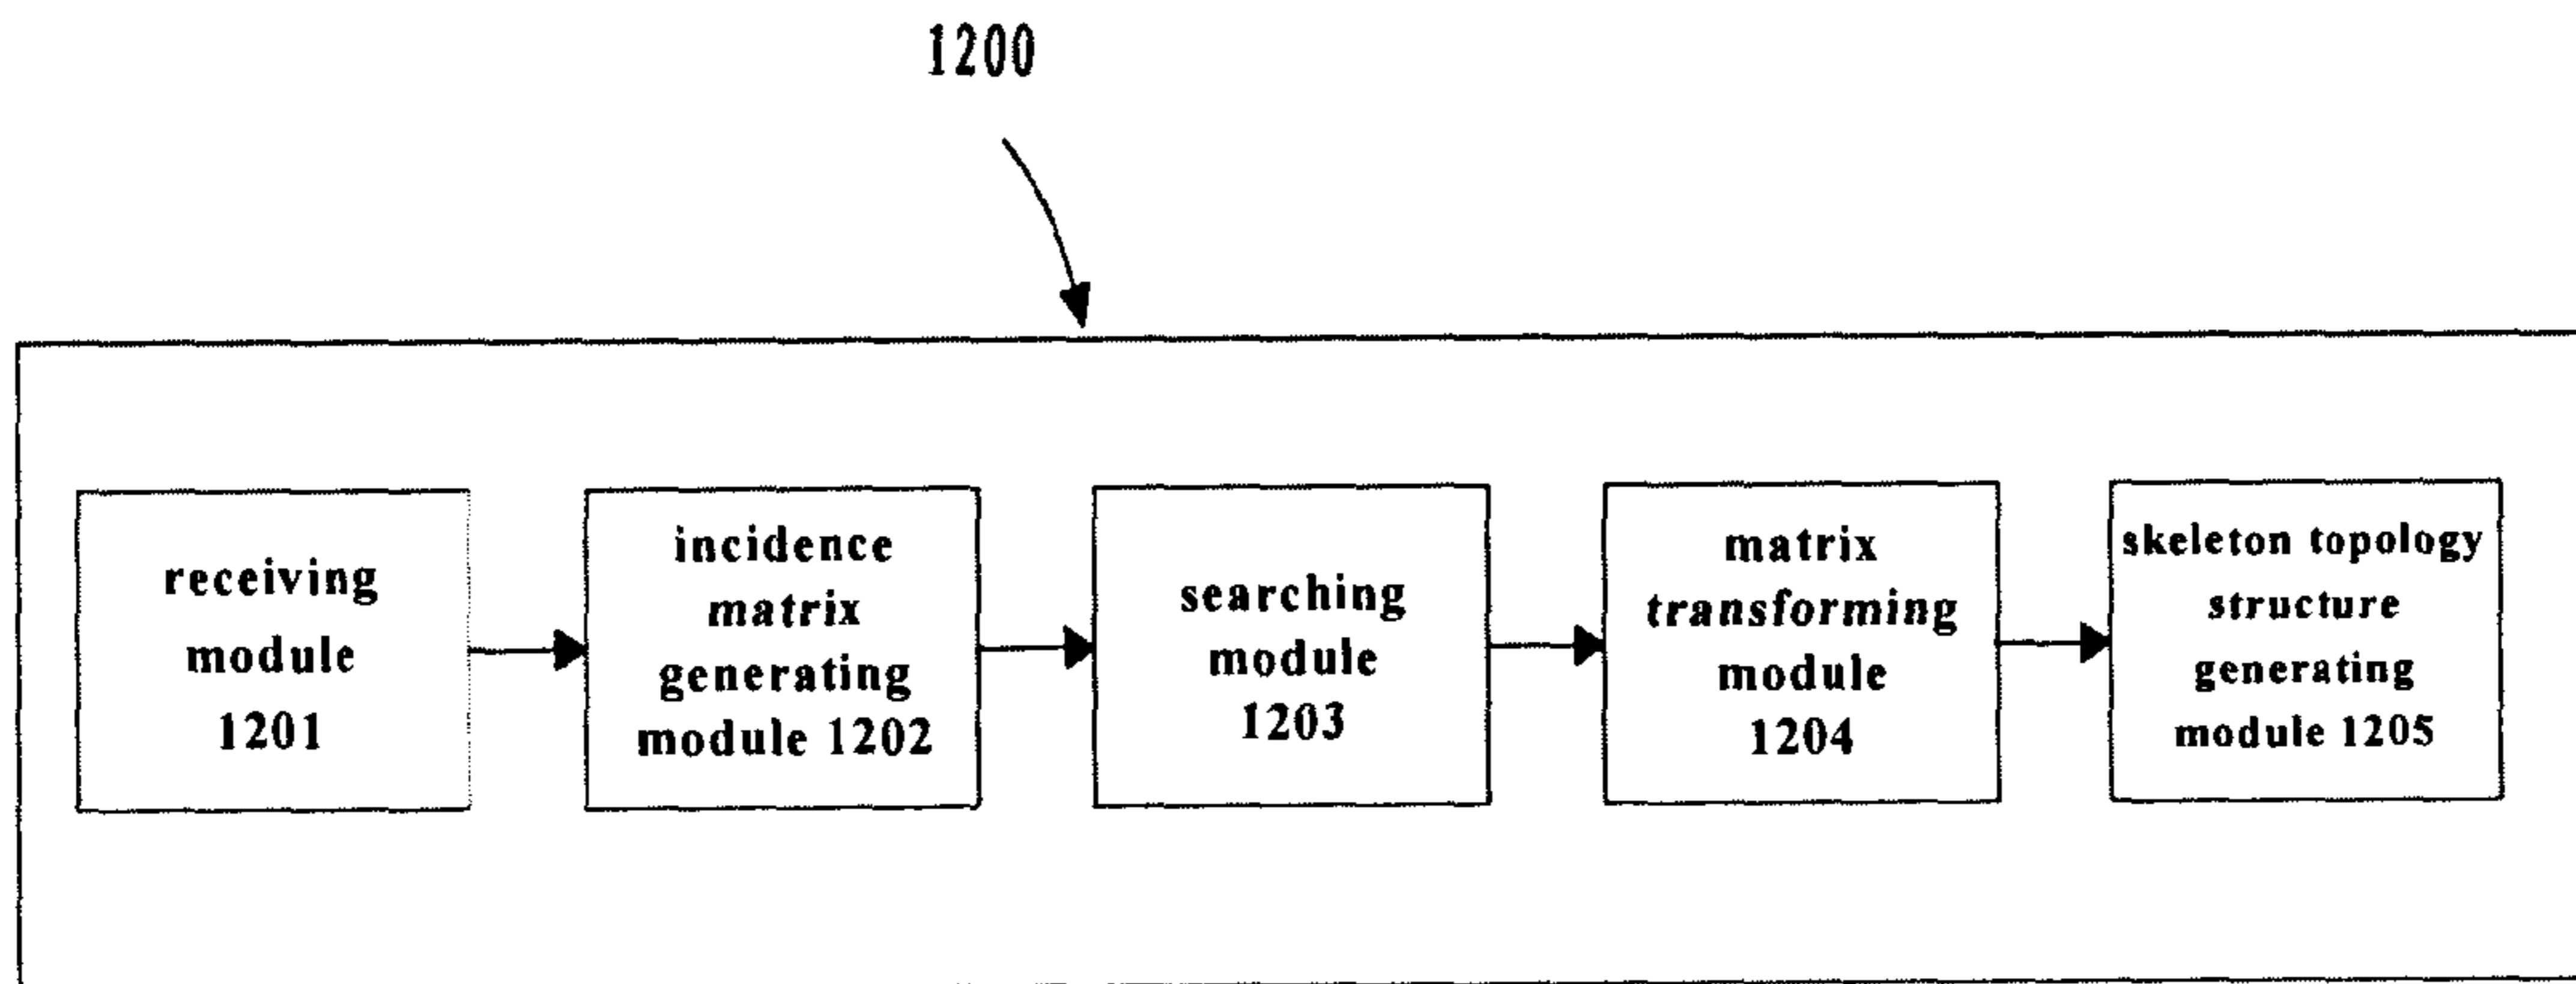 1200
receiving
module
1201
incidence
matrix
generating
module 1202
searching
module
1203
matrix
transforming
module
1204
skeleton topology
structure
generating
module 1205